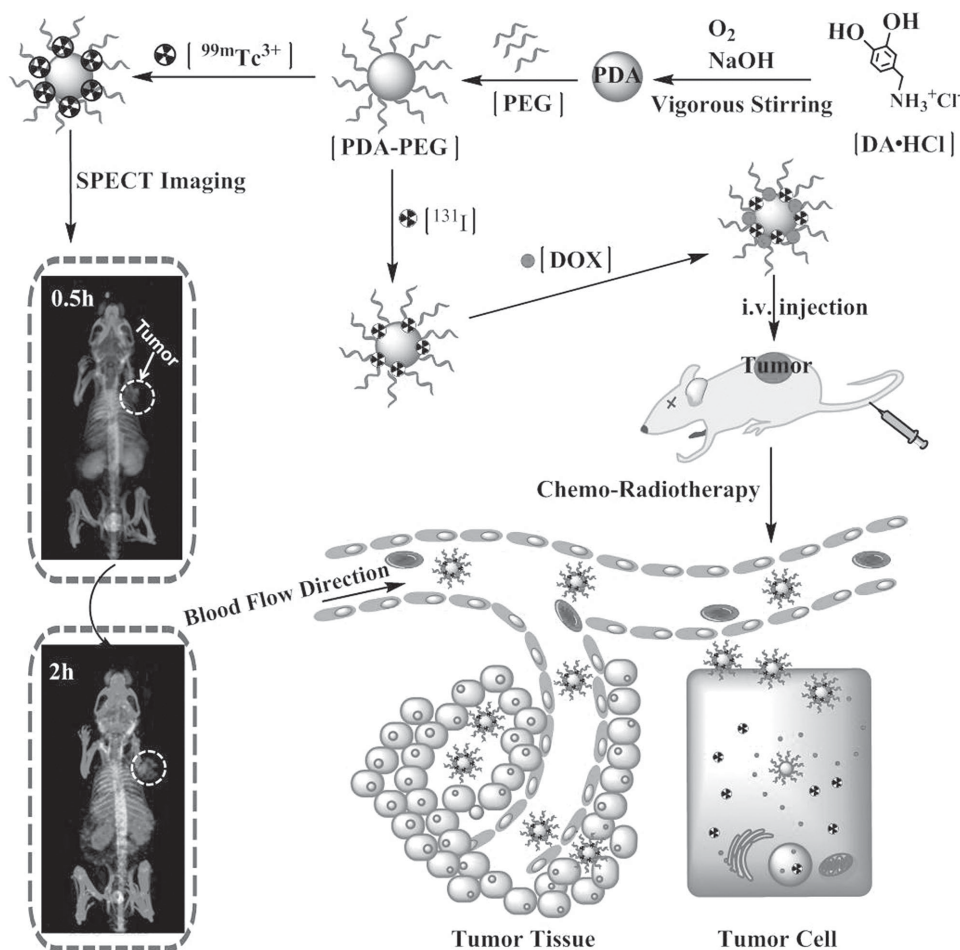 [ ⁹⁹ᵐTc³⁺ ]
[ PEG ]
PDA
O₂
NaOH
Vigorous Stirring
HO
OH
NH₃⁺Cl⁻
[DA•HCl]
[PDA-PEG]
SPECT Imaging
[¹³¹I]
[DOX]
i.v. injection
0.5h
Tumor
Tumor
Chemo-Radiotherapy
Blood Flow Direction
2h
Tumor Tissue
Tumor Cell